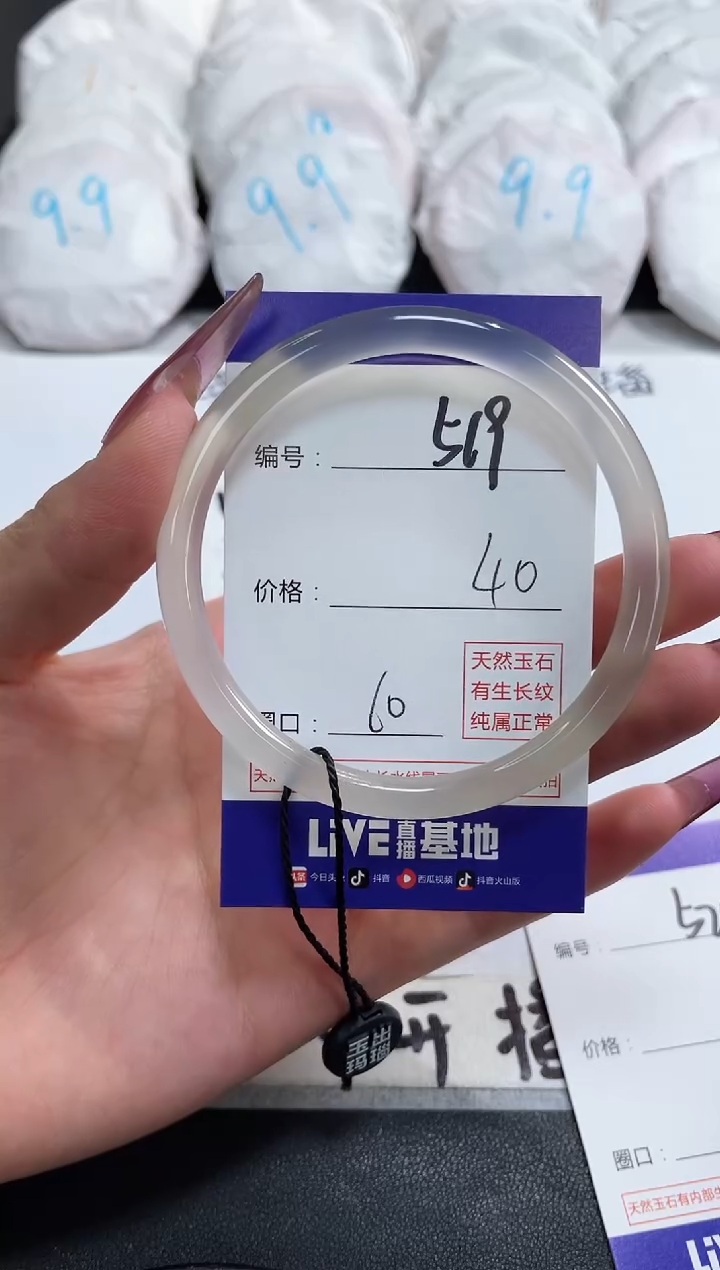 9.9
9.9
9.9
编号：519
价格：40
天然玉石
有生长纹
纯属正常
圈口：60
LiVE直播基地
今日头条 抖音 西瓜视频 抖音火山版
开播
编号：
价格：
圈口：
天然玉石有内部